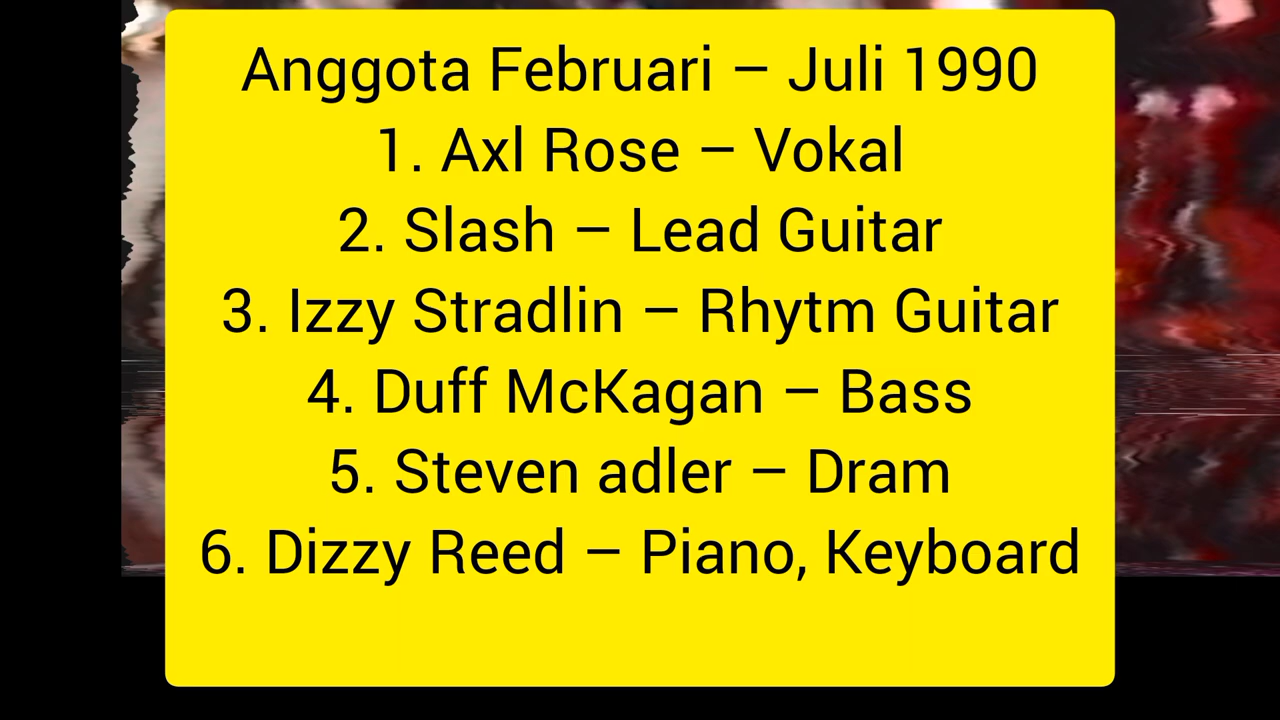 Anggota Februari – Juli 1990
1. Axl Rose – Vokal
2. Slash – Lead Guitar
3. Izzy Stradlin – Rhytm Guitar
4. Duff McKagan – Bass
5. Steven adler – Dram
6. Dizzy Reed – Piano, Keyboard